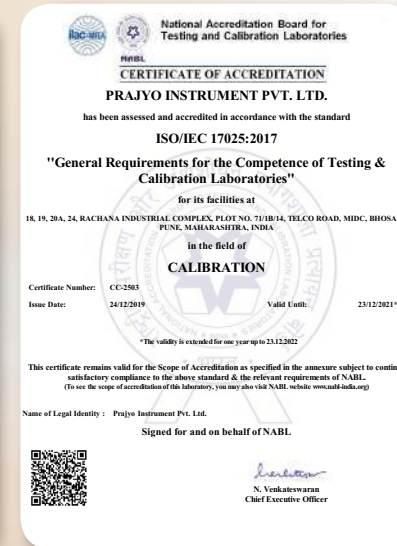 ilac-MRA
NABL
National Accreditation Board for
Testing and Calibration Laboratories
CERTIFICATE OF ACCREDITATION
PRAJYO INSTRUMENT PVT. LTD.
has been assessed and accredited in accordance with the standard
ISO/IEC 17025:2017
"General Requirements for the Competence of Testing &
Calibration Laboratories"
for its facilities at
18, 19, 20A, 24, RACHANA INDUSTRIAL COMPLEX, PLOT NO. 71/1B/14, TELCO ROAD, MIDC, BHOSA
PUNE, MAHARASHTRA, INDIA
in the field of
CALIBRATION
Certificate Number: CC-2503
Issue Date: 24/12/2019 Valid Until: 23/12/2021*
*The validity is extended for one year up to 23.12.2022
This certificate remains valid for the Scope of Accreditation as specified in the annexure subject to contin
satisfactory compliance to the above standard & the relevant requirements of NABL.
(To see the scope of accreditation of this laboratory, you may also visit NABL website www.nabl-india.org)
Name of Legal Identity : Prajyo Instrument Pvt. Ltd.
Signed for and on behalf of NABL
N. Venkateswaran
Chief Executive Officer